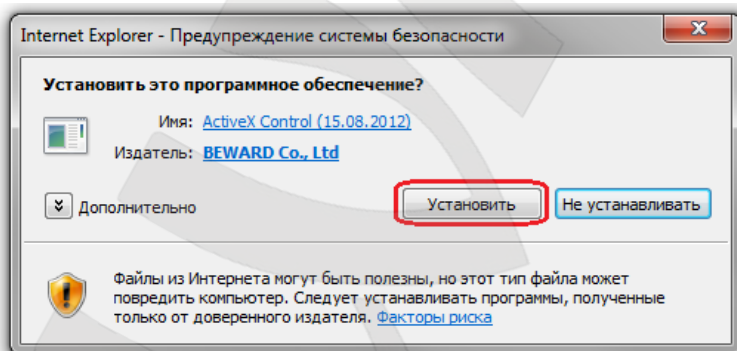 Internet Explorer - Предупреждение системы безопасности
Установить это программное обеспечение?
Имя: ActiveX Control (15.08.2012)
Издатель: BEWARD Co., Ltd
Дополнительно Установить Не устанавливать
Файлы из Интернета могут быть полезны, но этот тип файла может
повредить компьютер. Следует устанавливать программы, полученные
только от доверенного издателя. Факторы риска